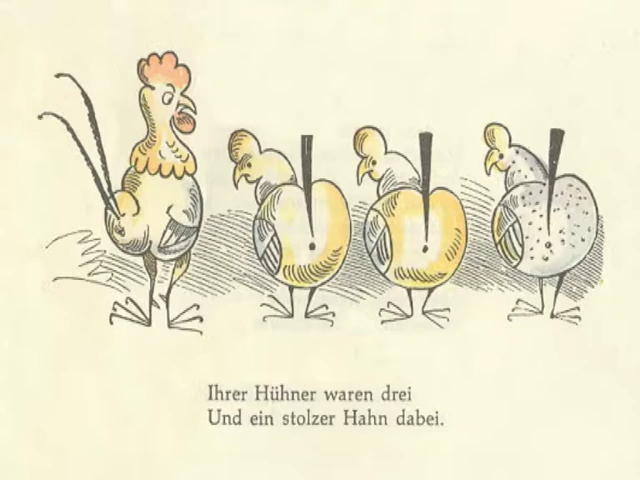 Ihrer Hühner waren drei
Und ein stolzer Hahn dabei.